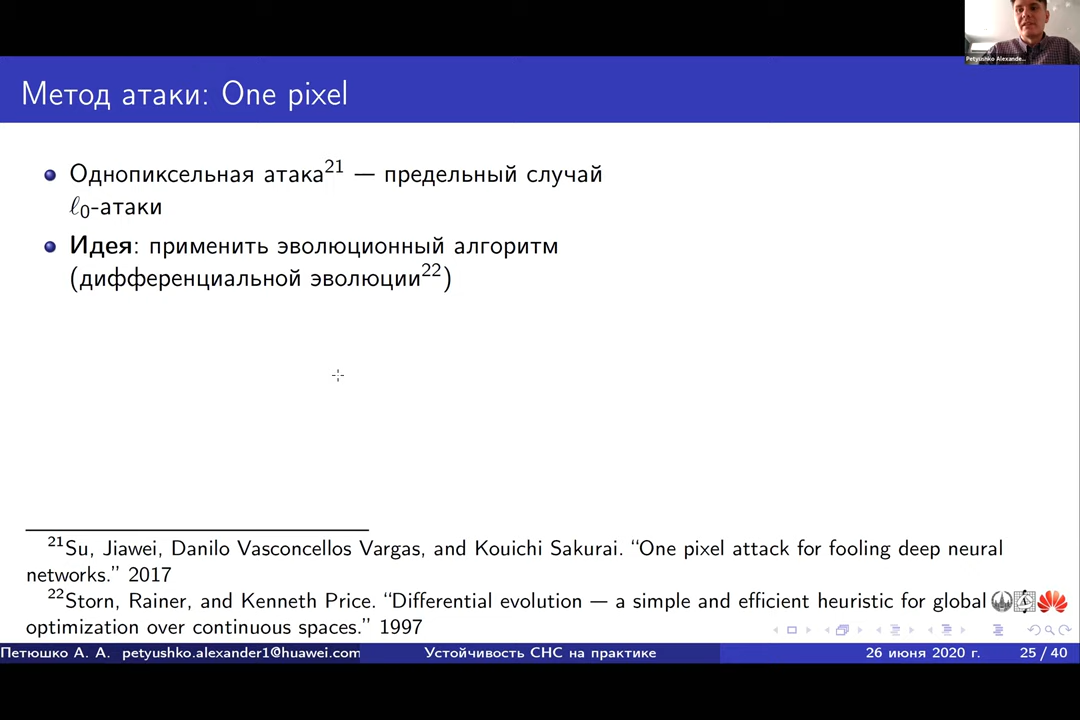 Petyushko Alexande...
Метод атаки: One pixel
Однопиксельная атака²¹ — предельный случай
ℓ₀-атаки
Идея: применить эволюционный алгоритм
(дифференциальной эволюции²²)
²¹Su, Jiawei, Danilo Vasconcellos Vargas, and Kouichi Sakurai. “One pixel attack for fooling deep neural
networks.” 2017
²²Storn, Rainer, and Kenneth Price. “Differential evolution — a simple and efficient heuristic for global
optimization over continuous spaces.” 1997
Петюшко А. А. petyushko.alexander1@huawei.com Устойчивость СНС на практике 26 июня 2020 г. 25 / 40